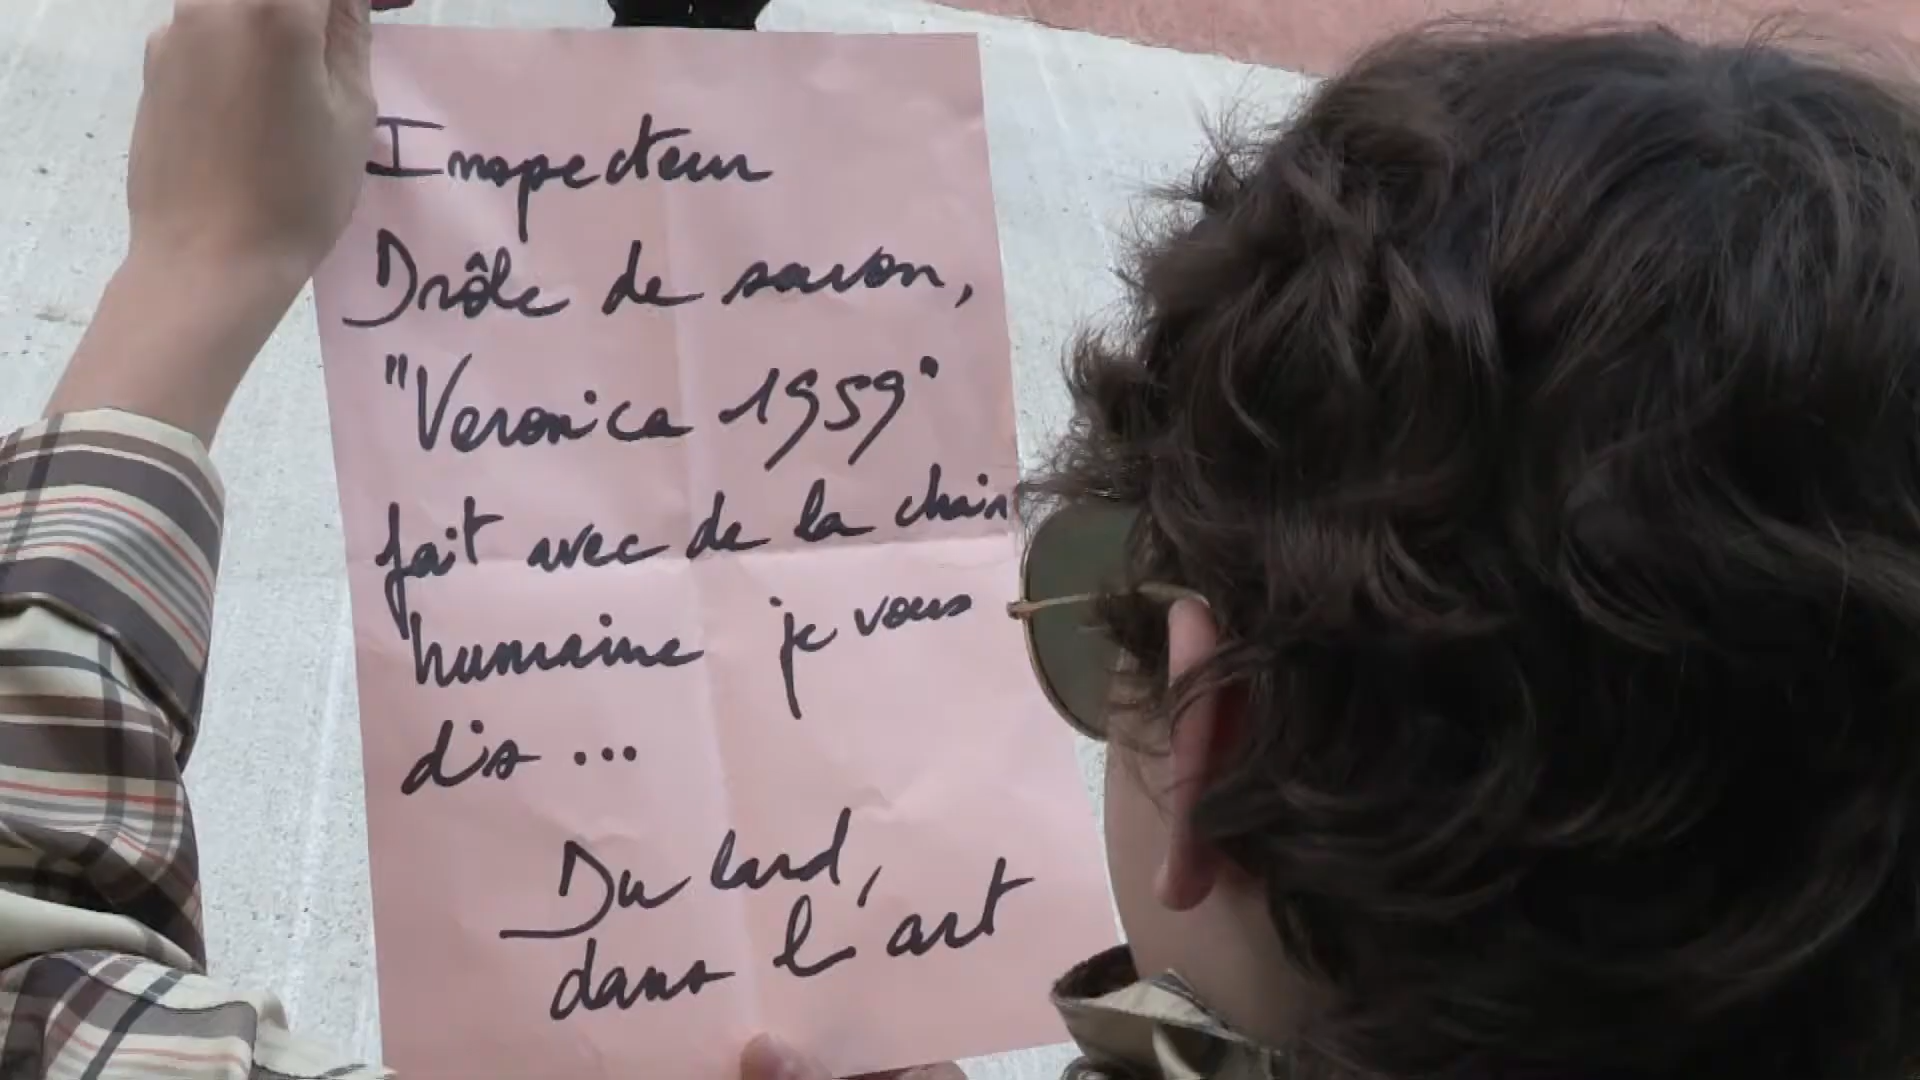 Inspecteur
Drôle de savon,
"Veronica 1959"
fait avec de la chair
humaine je vous
dis ...
Du lard,
dans l'art